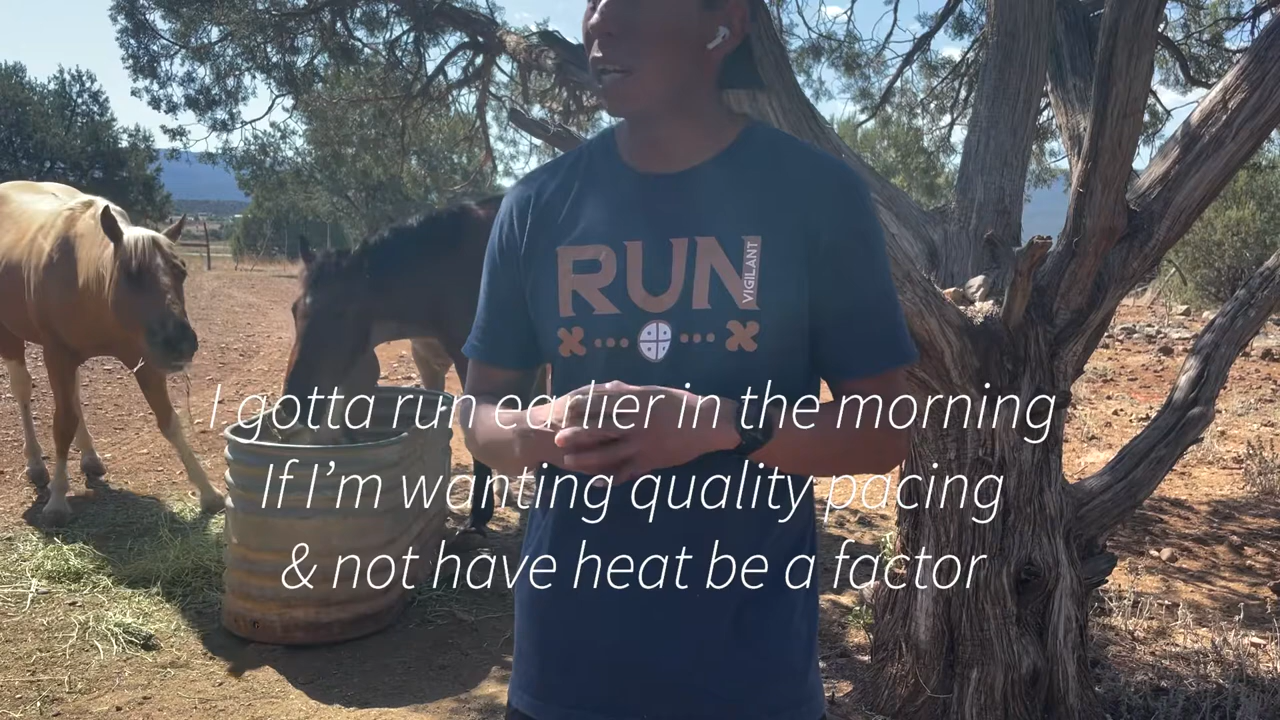 RUN
VIGILANT
I gotta run earlier in the morning
If I'm wanting quality pacing
& not have heat be a factor